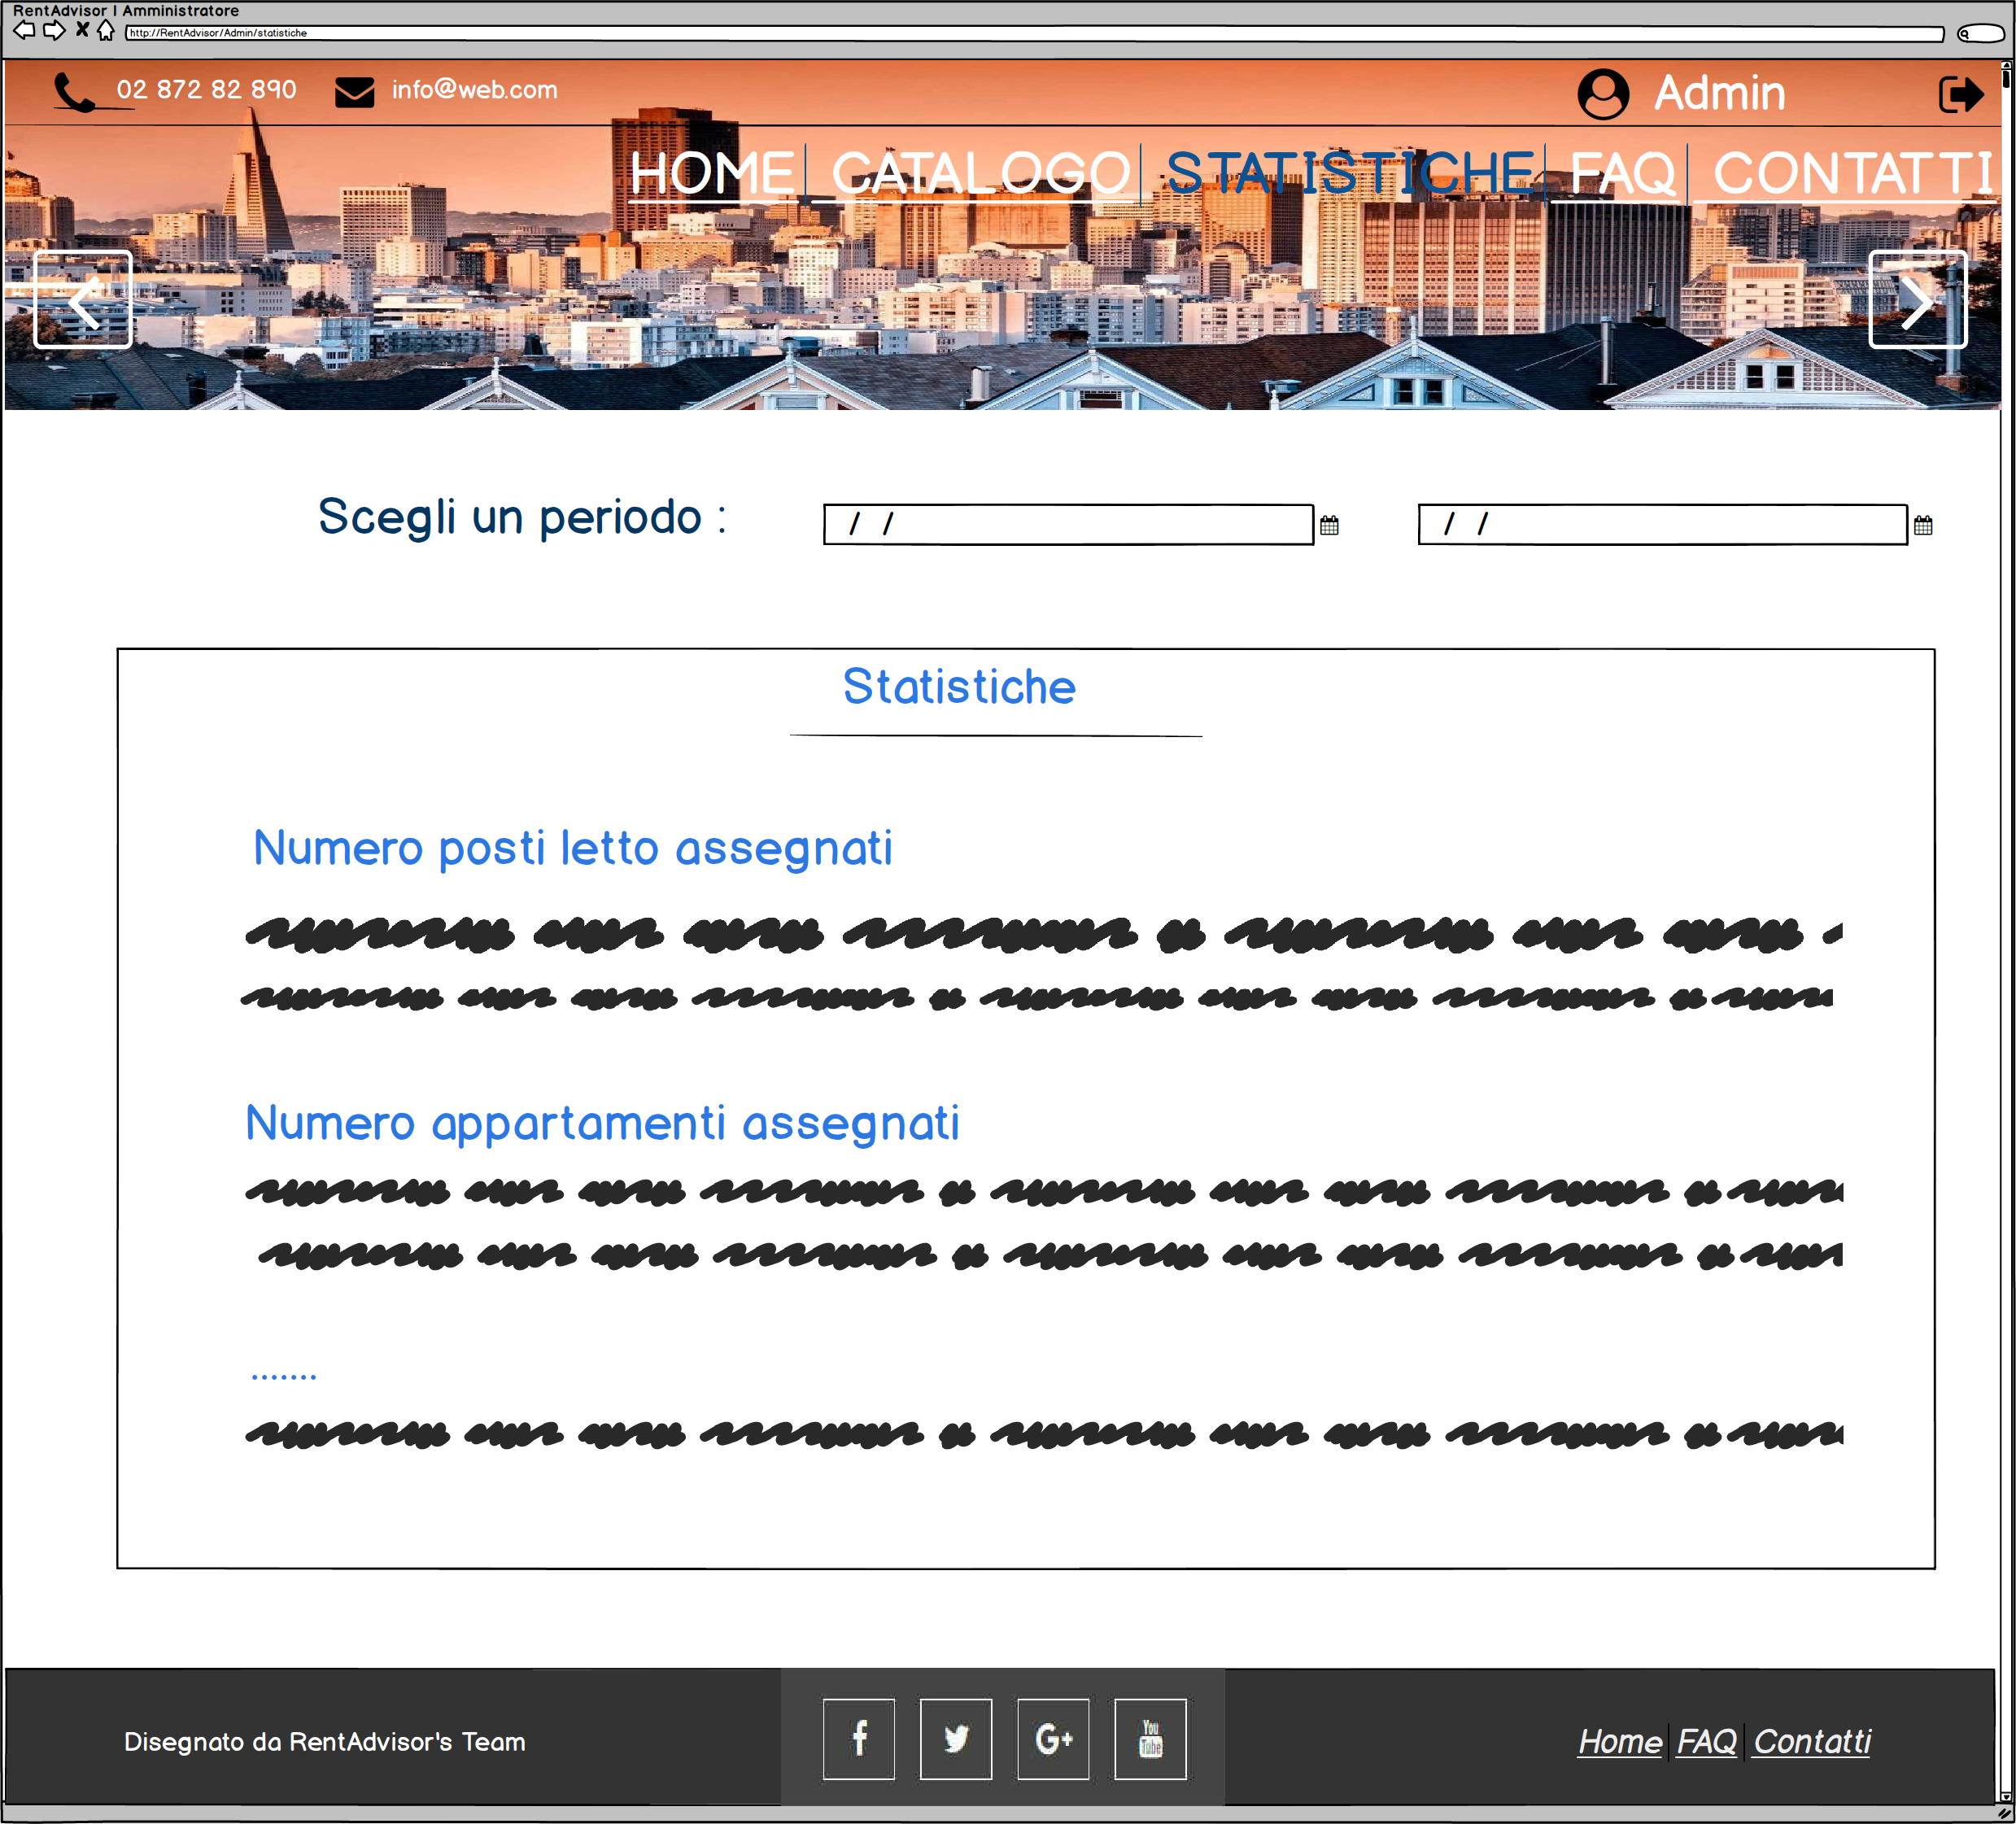 RentAdvisor | Amministratore
http://RentAdvisor/Admin/statistiche
02 872 82 890 info@web.com Admin
HOME CATALOGO STATISTICHE FAQ CONTATTI
Scegli un periodo : / / / /
Statistiche
Numero posti letto assegnati
Numero appartamenti assegnati
.......
Disegnato da RentAdvisor's Team
f G+ You Tube
Home FAQ Contatti